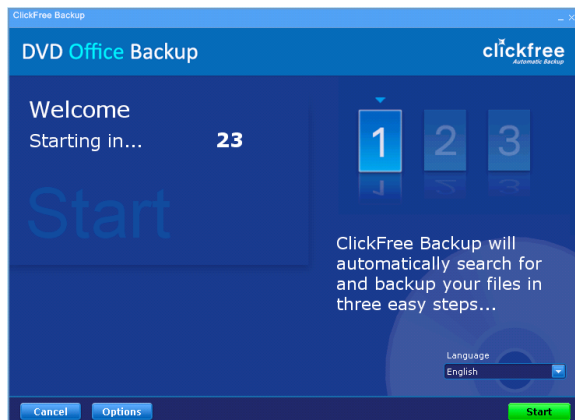 ClickFree Backup
DVD Office Backup
clickfree
Automatic Backup
Welcome
Starting in... 23
Start
1 2 3
ClickFree Backup will
automatically search for
and backup your files in
three easy steps...
Language
English
Cancel Options Start